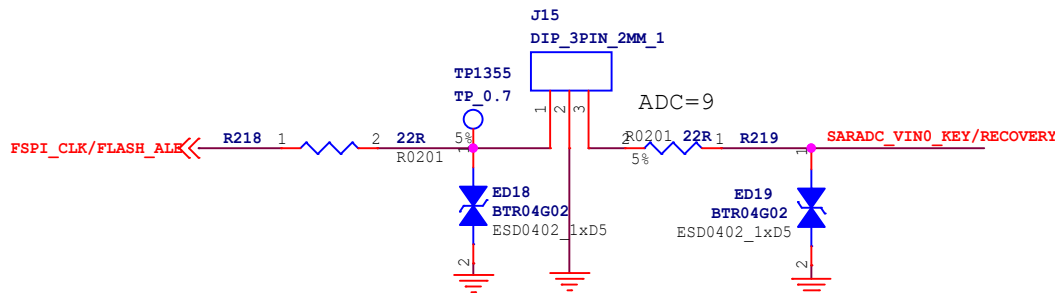 J15
DIP_3PIN_2MM_1
TP1355
TP_0.7
1
2
3
ADC=9
FSPI_CLK/FLASH_ALE
R218
1
2
22R
5%
R0201
1
2
R0201
22R
1
R219
5%
SARADC_VIN0_KEY/RECOVERY
1
ED18
BTR04G02
ESD0402_1xD5
2
ED19
BTR04G02
ESD0402_1xD5
2